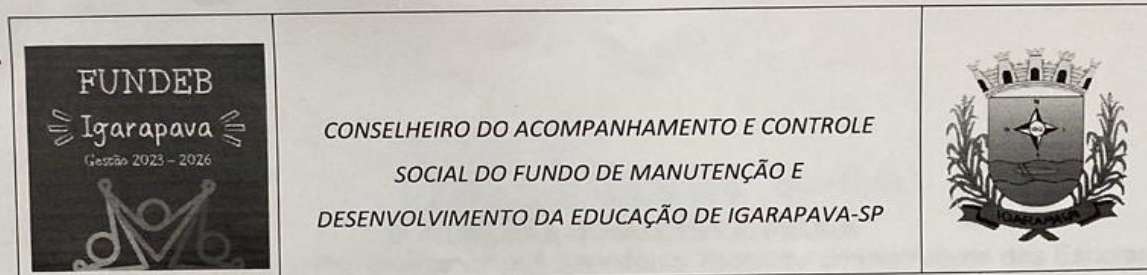 FUNDEB
Igarapava
Gestão 2023 - 2026
CONSELHEIRO DO ACOMPANHAMENTO E CONTROLE
SOCIAL DO FUNDO DE MANUTENÇÃO E
DESENVOLVIMENTO DA EDUCAÇÃO DE IGARAPAVA-SP
IGARAPAVA